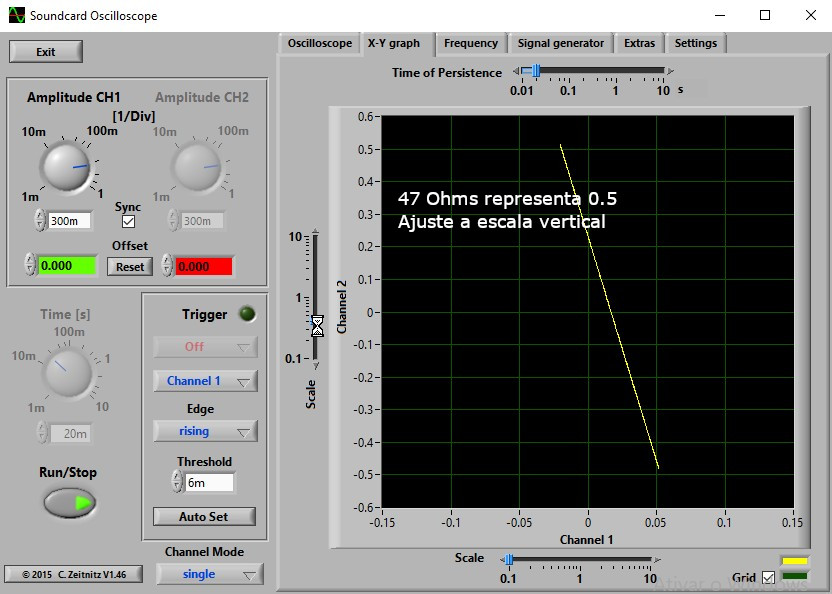 Soundcard Oscilloscope
Exit
Oscilloscope X-Y graph Frequency Signal generator Extras Settings
Time of Persistence
0.01 0.1 1 10 s
Amplitude CH1 Amplitude CH2
[1/Div]
10m 100m 10m 100m
1m 1 1m 1
Sync
300m 300m
Offset
0.000 Reset 0.000
Time [s]
100m
10m 1
1m 10
20m
Run/Stop
Trigger
Off
Channel 1
Edge
rising
Threshold
6m
Auto Set
Channel Mode
single
© 2015 C. Zeitnitz V1.46
10
1
0.1
Scale
Channel 2
0.6
0.5
0.4
0.3
0.2
0.1
0
-0.1
-0.2
-0.3
-0.4
-0.5
-0.6
47 Ohms representa 0.5
Ajuste a escala vertical
-0.15 -0.1 -0.05 0 0.05 0.1 0.15
Channel 1
Scale
0.1 1 10
Grid
Ativar o Windows